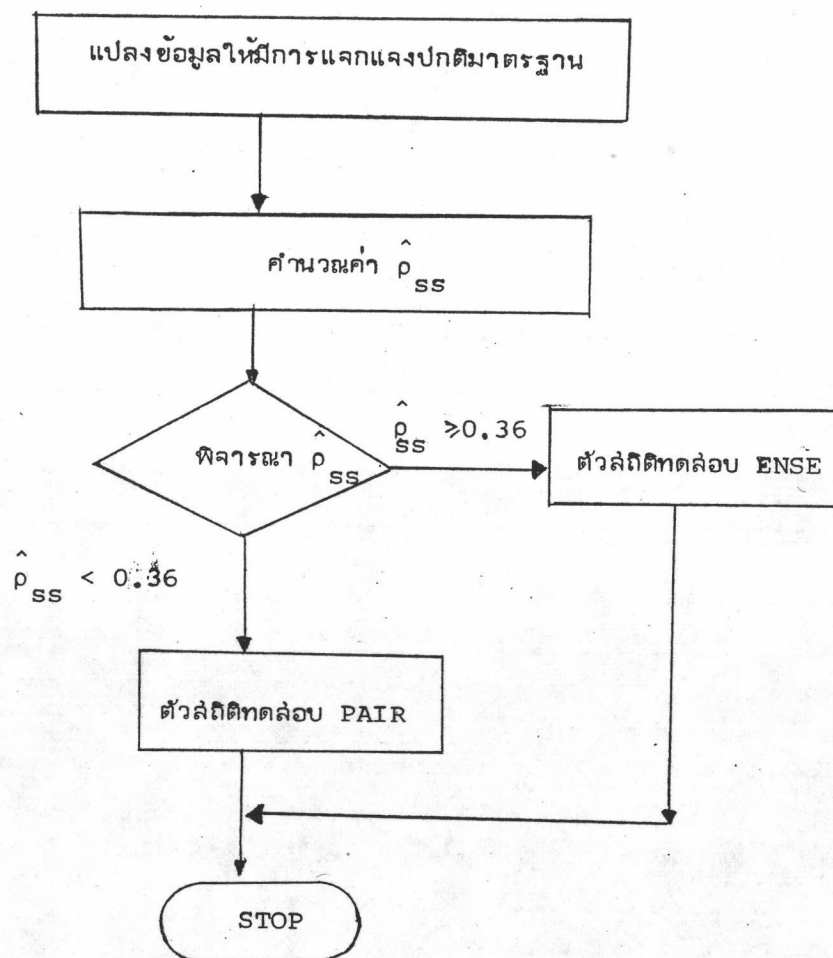 แปลงข้อมูลให้มีการแจกแจงปกติมาตรฐาน
คำนวณค่า ρ̂ss
พิจารณา ρ̂ss
ρ̂ss ≥0.36
ตัวสถิติทดสอบ ENSE
ρ̂ss < 0.36
ตัวสถิติทดสอบ PAIR
STOP